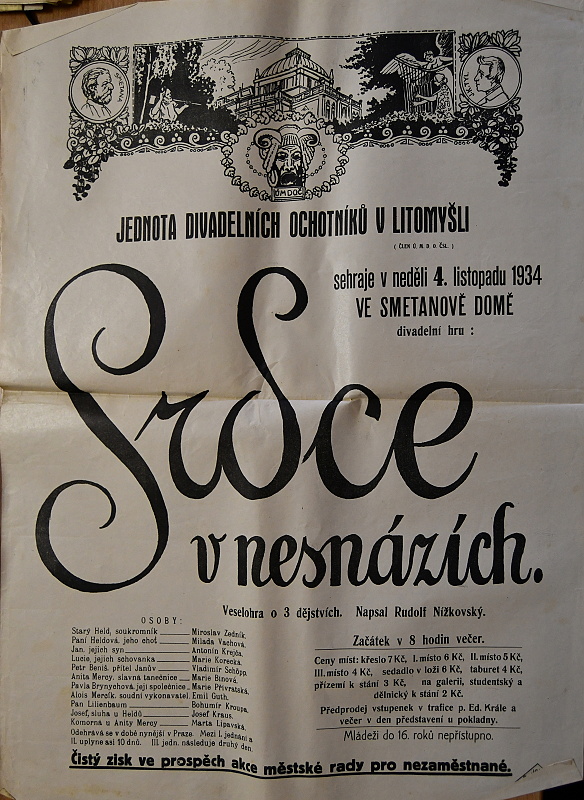 SMETANA
TYL
ÚMDOČ
JEDNOTA DIVADELNÍCH OCHOTNÍKŮ V LITOMYŠLI
( ČLEN Ú. M. D. O. ČSL. )
sehraje v neděli 4. listopadu 1934
VE SMETANOVĚ DOMĚ
divadelní hru :
Srdce
v nesnázích.
Veselohra o 3 dějstvích. Napsal Rudolf Nížkovský.
OSOBY:
Starý Held, soukromník Miroslav Zedník.
Paní Heldová, jeho choť Milada Vachová.
Jan, jejich syn Antonín Krejča.
Lucie, jejich schovanka Marie Korecká.
Petr Beniš, přítel Janův Vladimír Schöpp.
Anita Mercy, slavná tanečnice Marie Binová.
Pavla Brynychová, její společnice Marie Přívratská.
Alois Merčík, soudní vykonavatel Emil Guth.
Pan Lilienbaum Bohumír Kroupa.
Josef, sluha u Heldů Josef Kraus.
Komorná u Anity Mercy Marta Lipavská.
Odehrává se v době nynější v Praze. Mezi I. jednáním a
II. uplyne asi 10 dnů. III. jedn. následuje druhý den.
Začátek v 8 hodin večer.
Ceny míst: křeslo 7 Kč, I. místo 6 Kč, II. místo 5 Kč,
III. místo 4 Kč, sedadlo v loži 6 Kč, taburet 4 Kč,
přízemí k stání 3 Kč, na galerii, studentský a
dělnický k stání 2 Kč.
Předprodej vstupenek v trafice p. Ed. Krále a
večer v den představení u pokladny.
Mládeži do 16. roků nepřístupno.
Čistý zisk ve prospěch akce městské rady pro nezaměstnané.